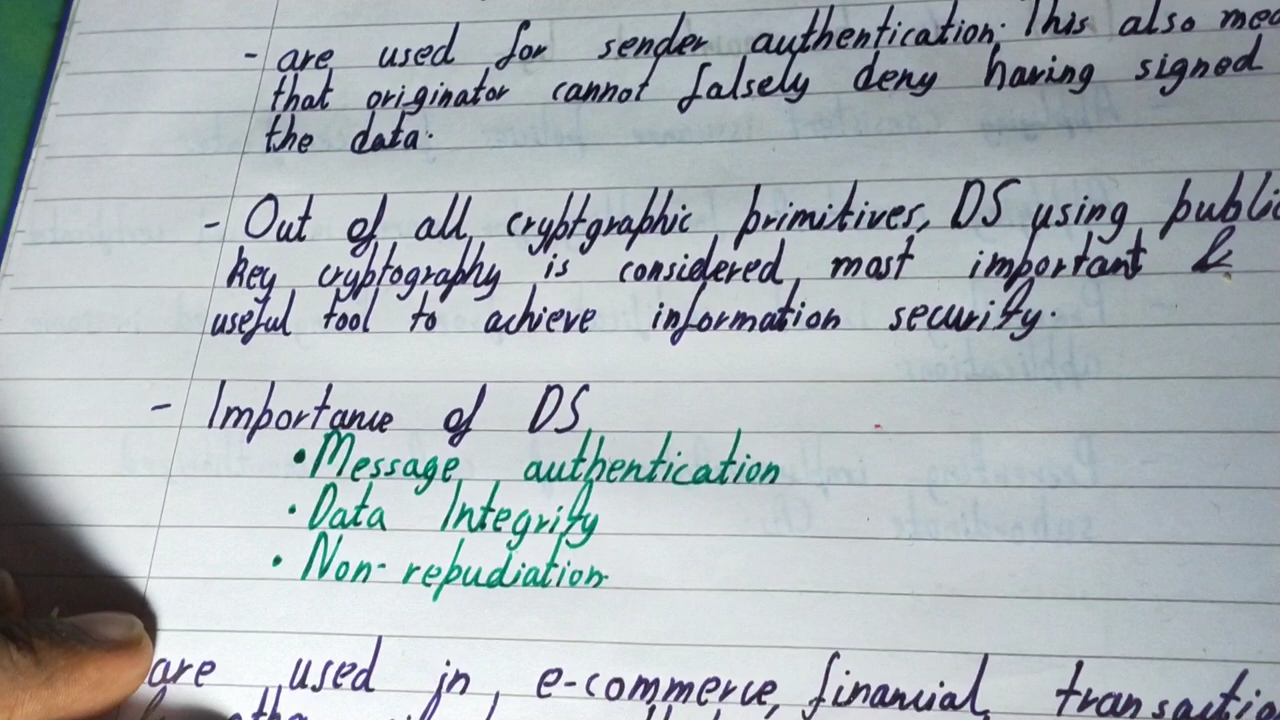 - are used for sender authentication. This also
that originator cannot falsely deny having signed
the data.
- Out of all cryptgraphic primitives, DS using
key cryptography is considered most important &
useful tool to achieve information security.
- Importance of DS
• Message authentication
• Data Integrity
• Non-repudiation
are used in e-commerce, financial